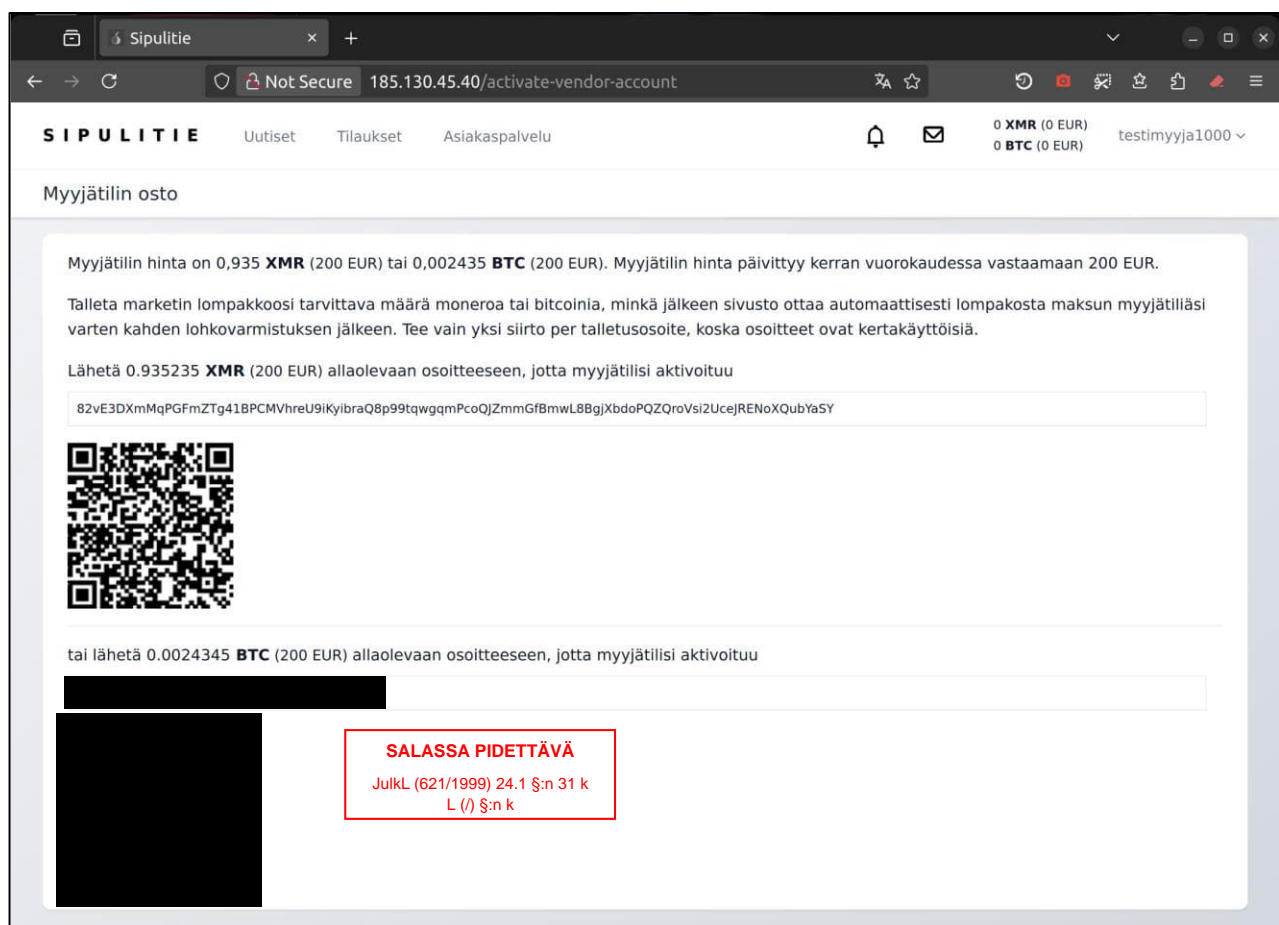 Sipulitie
Not Secure 185.130.45.40/activate-vendor-account
SIPULITIE Uutiset Tilaukset Asiakaspalvelu 0 XMR (0 EUR) testimyyja1000
0 BTC (0 EUR)
Myyjätilin osto
Myyjätilin hinta on 0,935 XMR (200 EUR) tai 0,002435 BTC (200 EUR). Myyjätilin hinta päivittyy kerran vuorokaudessa vastaamaan 200 EUR.
Talleta marketin lompakkoosi tarvittava määrä moneroa tai bitcoinia, minkä jälkeen sivusto ottaa automaattisesti lompakosta maksun myyjätiliäsi
varten kahden lohkovarmistuksen jälkeen. Tee vain yksi siirto per talletusosoite, koska osoitteet ovat kertakäyttöisiä.
Lähetä 0.935235 XMR (200 EUR) allaolevaan osoitteeseen, jotta myyjätilisi aktivoituu
82vE3DXmMqPGFmZTg41BPCMVhreU9iKyibraQ8p99tqwgqmPcoQJZmmGfBmwL8BgjXbdoPQZQroVsi2UceJRENoXQubYaSY
tai lähetä 0.0024345 BTC (200 EUR) allaolevaan osoitteeseen, jotta myyjätilisi aktivoituu
SALASSA PIDETTÄVÄ
JulkL (621/1999) 24.1 §:n 31 k
L (/) §:n k